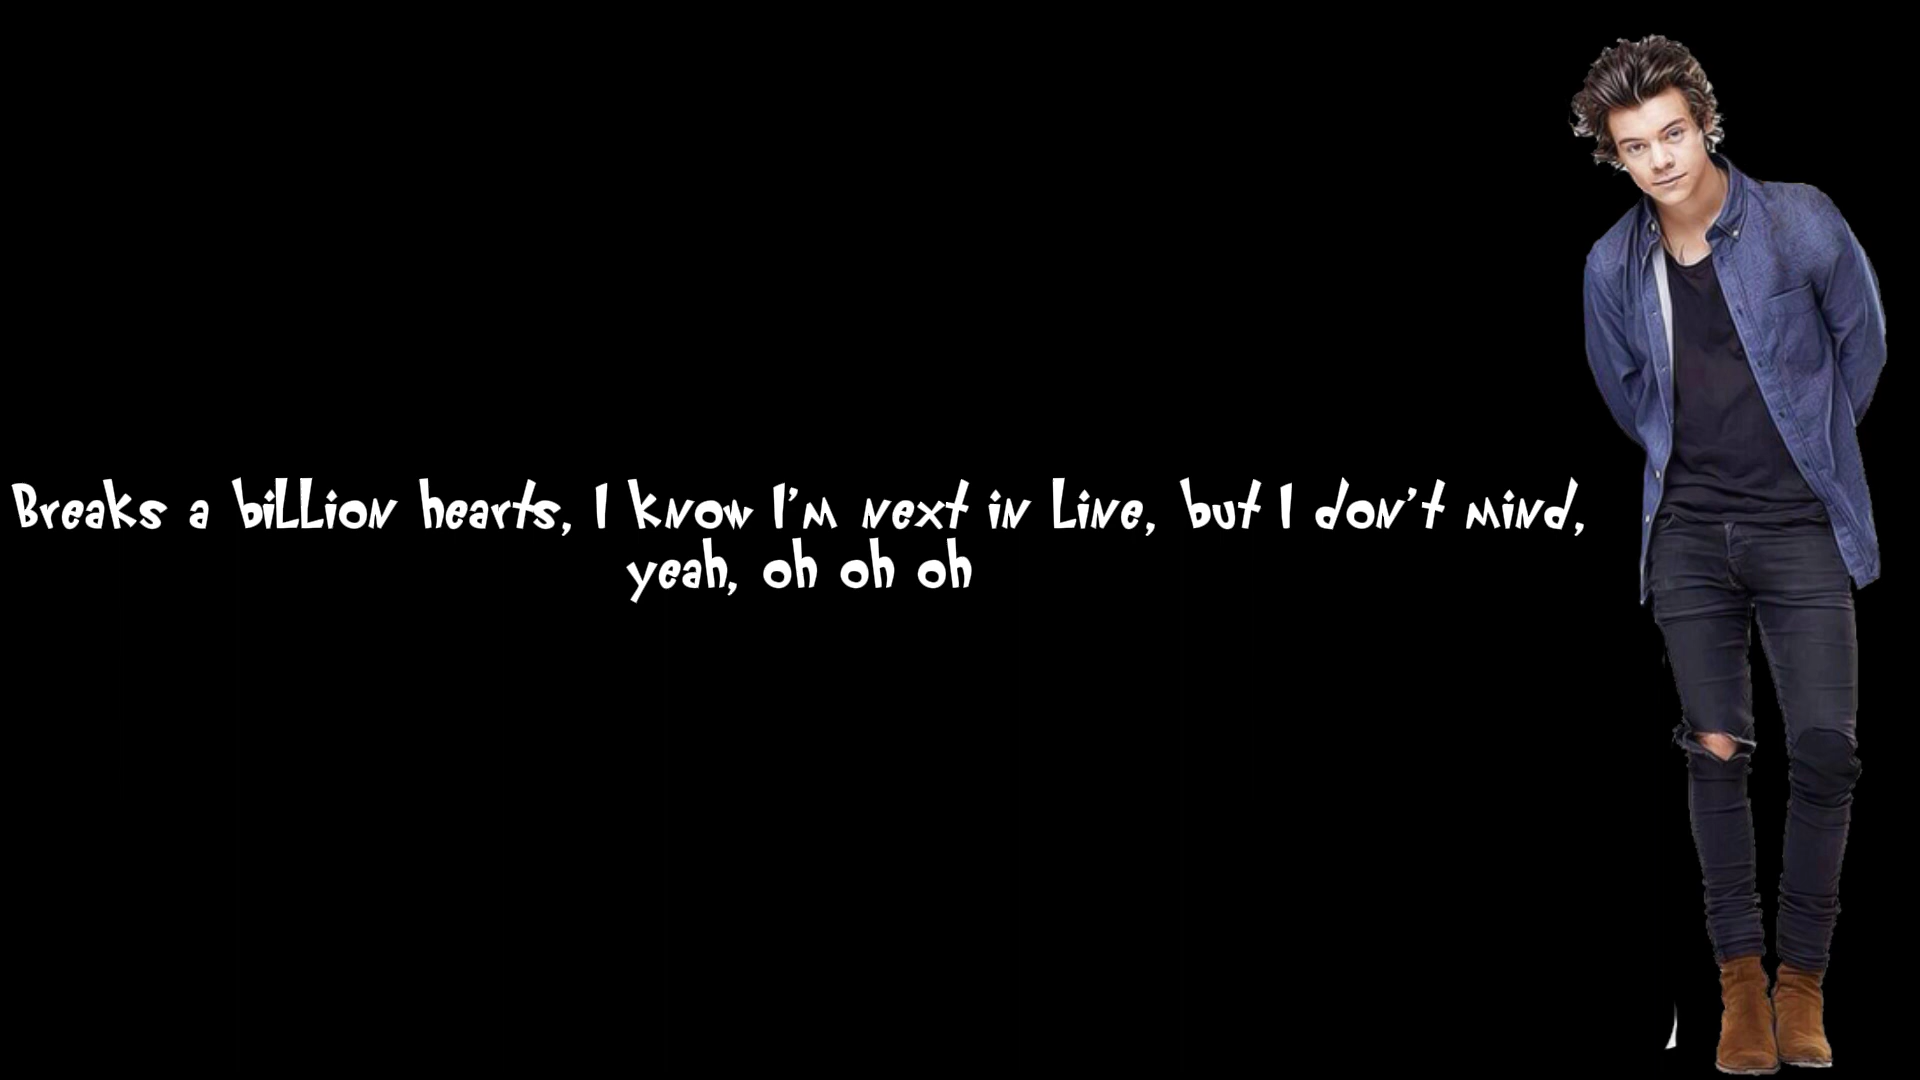 Breaks a billion hearts, I know I'm next in line, but I don't mind,
yeah, oh oh oh